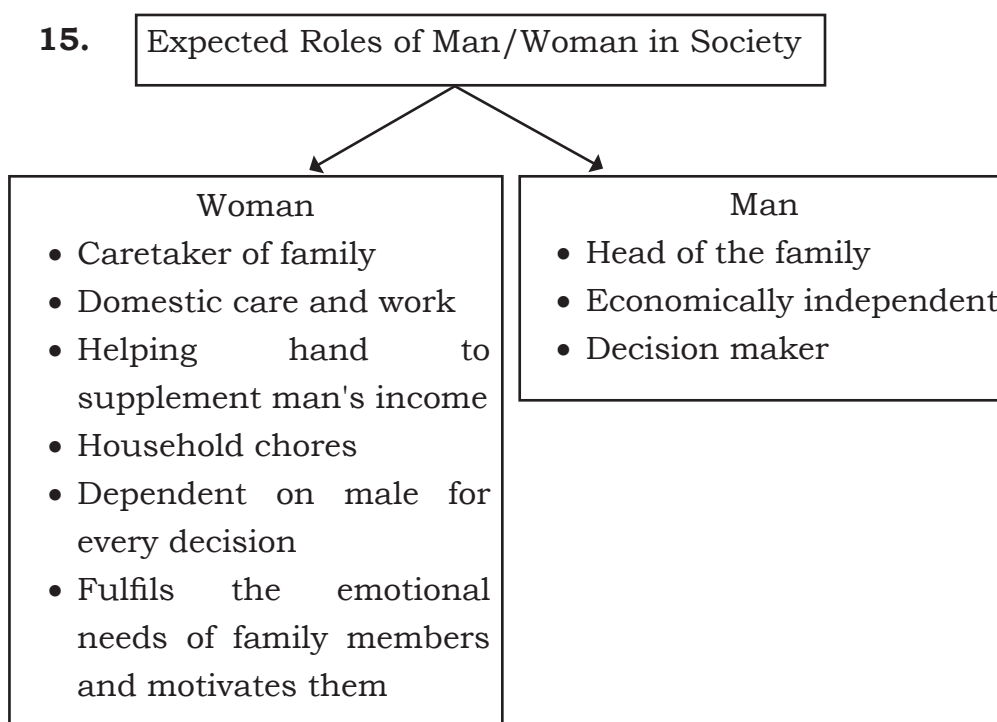 15.
Expected Roles of Man/Woman in Society
Woman
• Caretaker of family
• Domestic care and work
• Helping hand to
supplement man's income
• Household chores
• Dependent on male for
every decision
• Fulfils the emotional
needs of family members
and motivates them
Man
• Head of the family
• Economically independent
• Decision maker